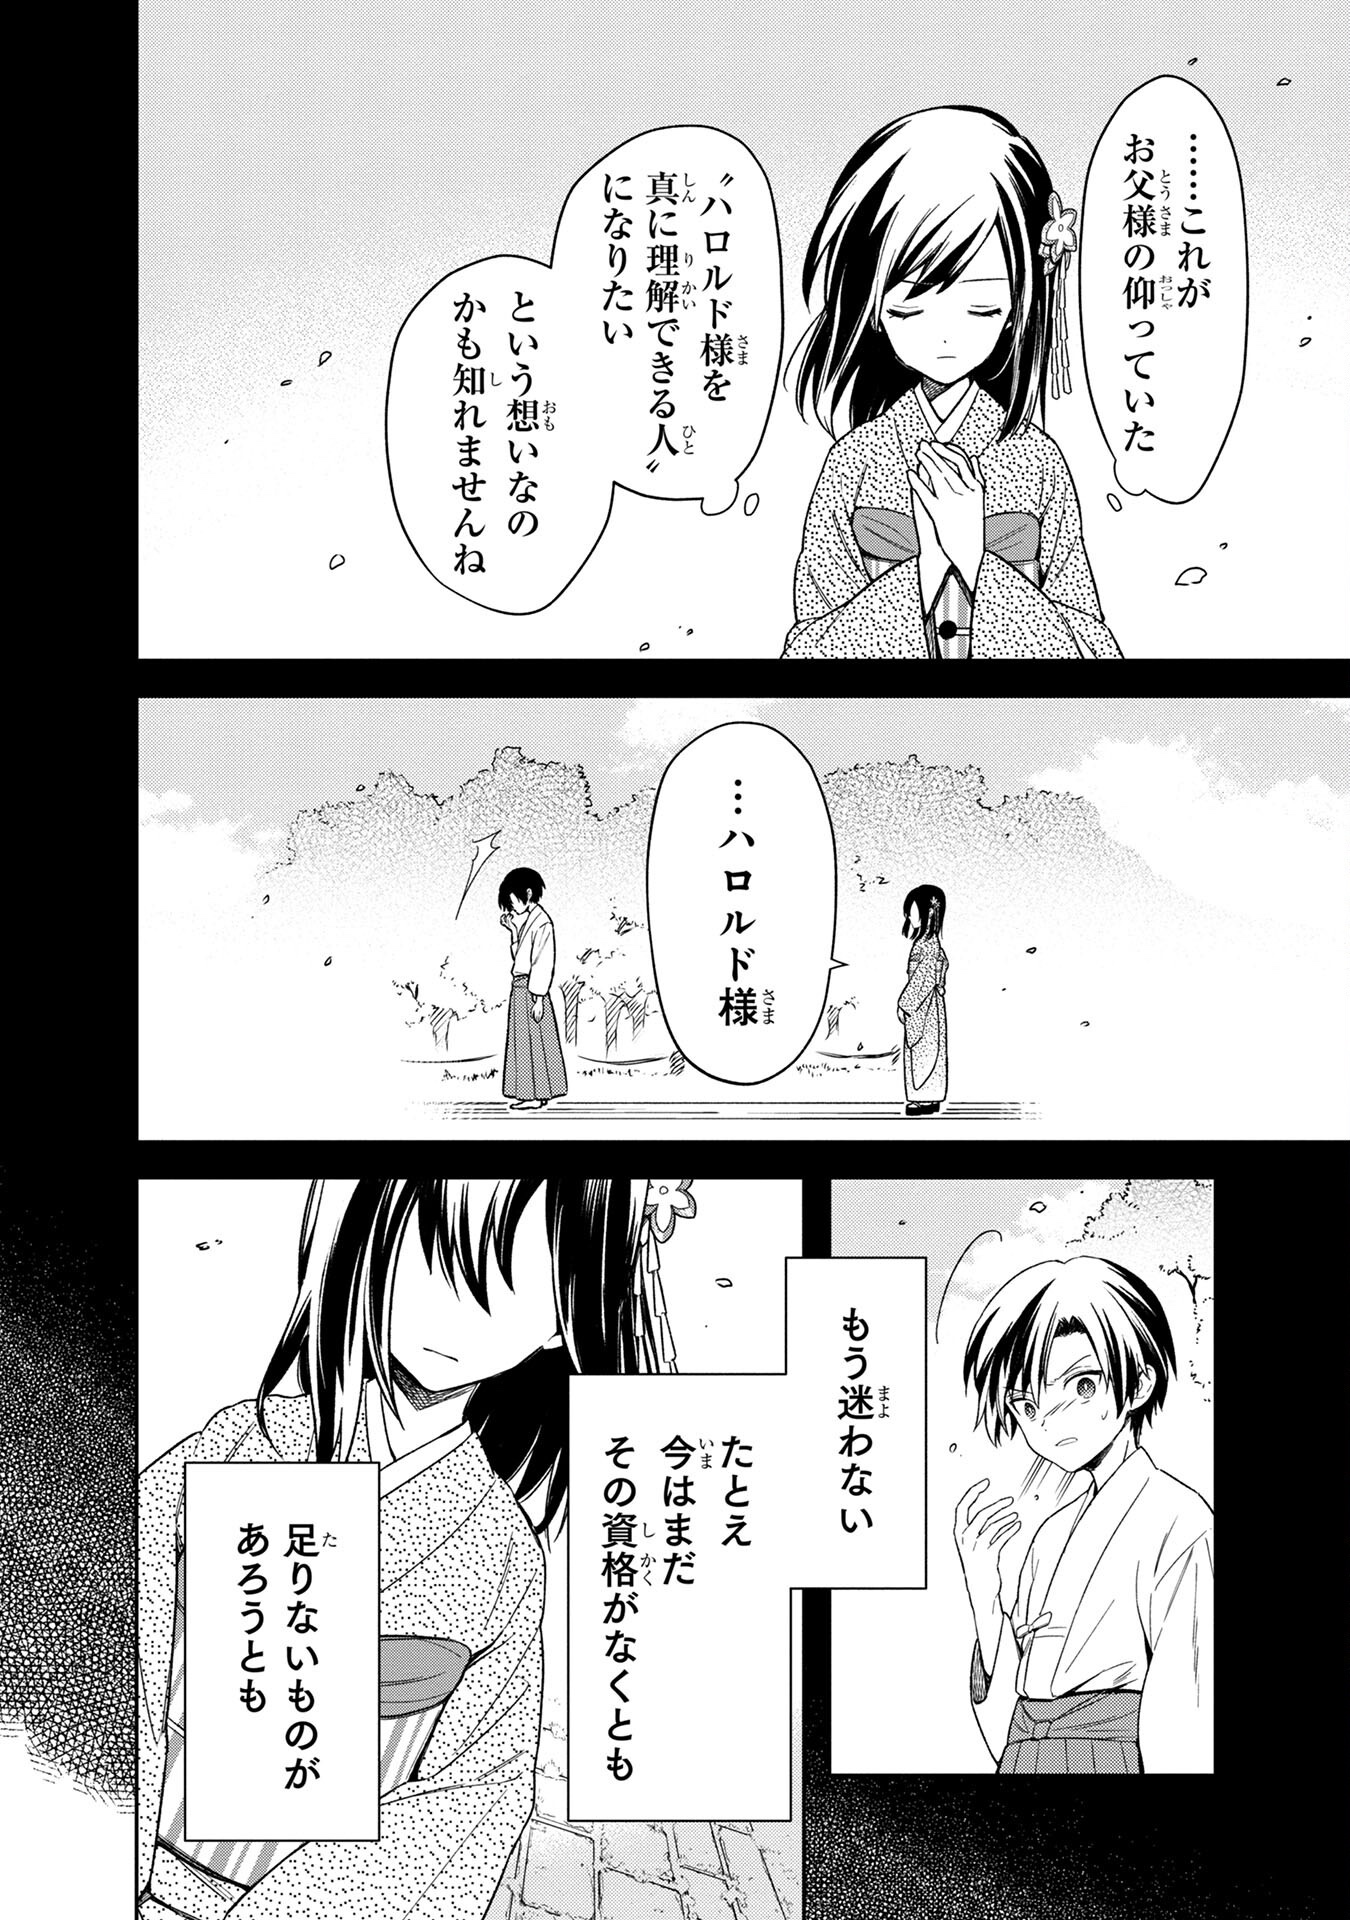 ……これが
お父様の仰っていた
〝ハロルド様を
真に理解できる人〟
になりたい
という想いなの
かも知れませんね
…ハロルド様
もう迷わない
たとえ
今はまだ
その資格がなくとも
足りないものが
あろうとも